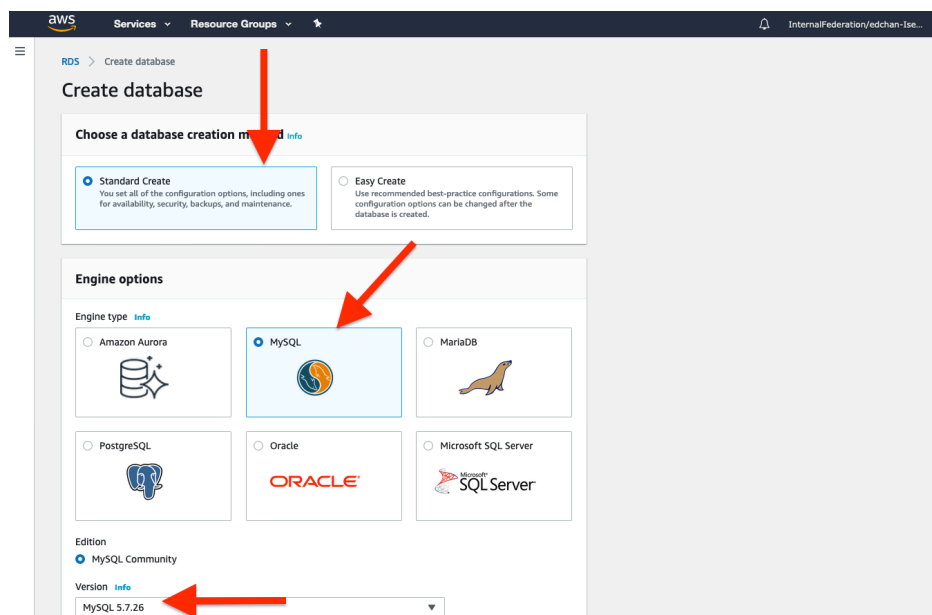 aws
Services
Resource Groups
InternalFederation/edchan-Ise...
RDS > Create database
Create database
Choose a database creation Info
Standard Create
You set all of the configuration options, including ones
for availability, security, backups, and maintenance.
Easy Create
Use recommended best-practice configurations. Some
configuration options can be changed after the
database is created.
Engine options
Engine type Info
Amazon Aurora
MySQL
MariaDB
PostgreSQL
Oracle
ORACLE
Microsoft SQL Server
Microsoft
SQL Server
Edition
MySQL Community
Version Info
MySQL 5.7.26